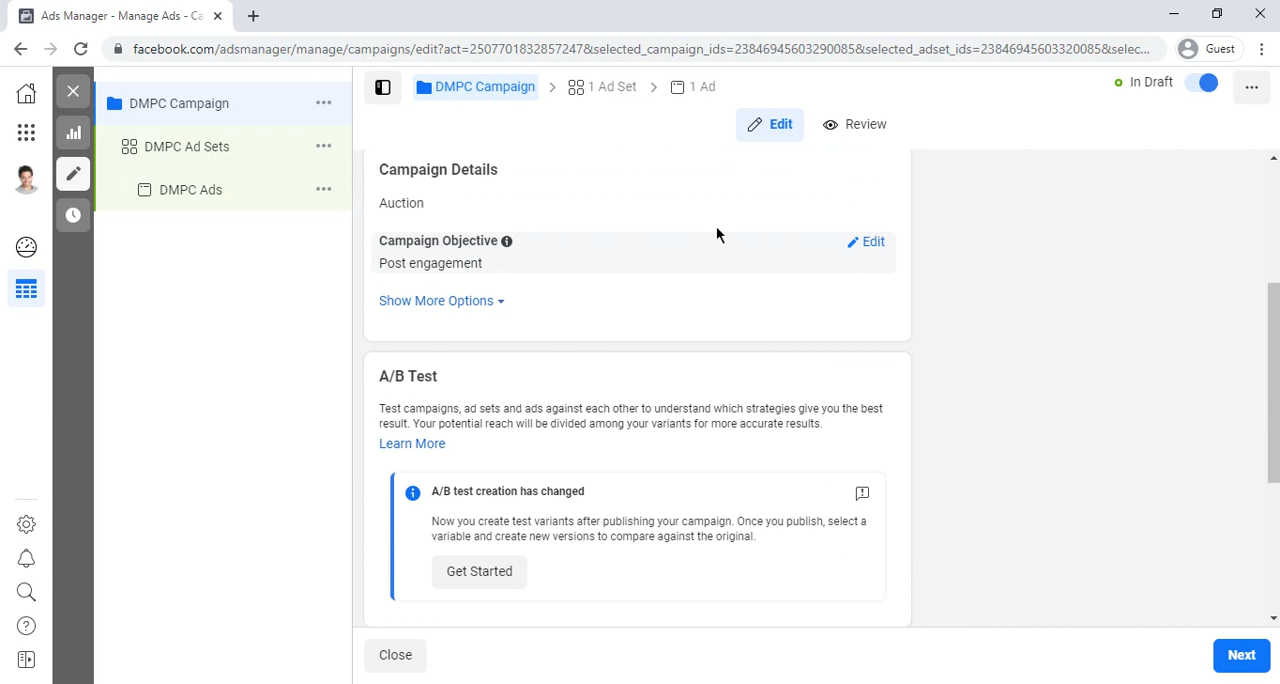 Ads Manager - Manage Ads - Ca
facebook.com/adsmanager/manage/campaigns/edit?act=2507701832857247&selected_campaign_ids=23846945603290085&selected_adset_ids=23846945603320085&selec...
Guest
DMPC Campaign
DMPC Ad Sets
DMPC Ads
DMPC Campaign
1 Ad Set
1 Ad
In Draft
Edit
Review
Campaign Details
Auction
Campaign Objective
Edit
Post engagement
Show More Options
A/B Test
Test campaigns, ad sets and ads against each other to understand which strategies give you the best
result. Your potential reach will be divided among your variants for more accurate results.
Learn More
A/B test creation has changed
Now you create test variants after publishing your campaign. Once you publish, select a
variable and create new versions to compare against the original.
Get Started
Close
Next